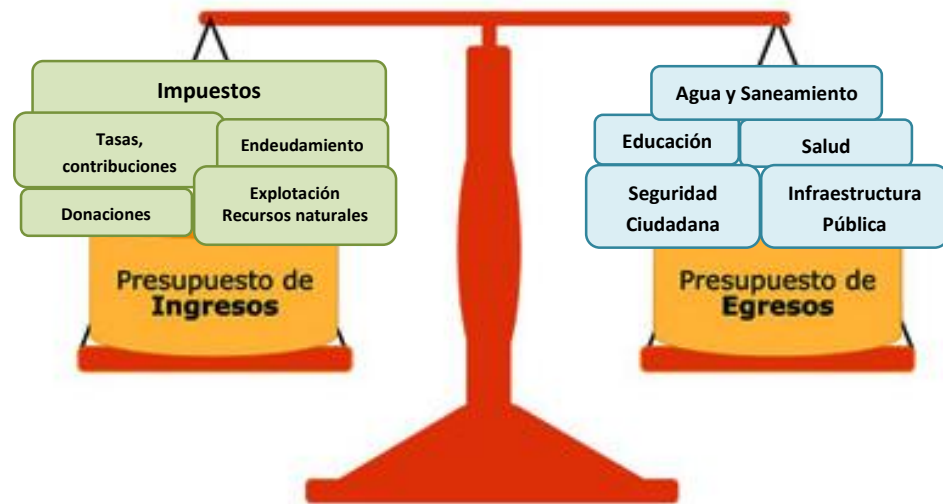 Impuestos
Tasas,
contribuciones
Endeudamiento
Donaciones
Explotación
Recursos naturales
Presupuesto de
Ingresos
Agua y Saneamiento
Educación
Salud
Seguridad
Ciudadana
Infraestructura
Pública
Presupuesto de
Egresos